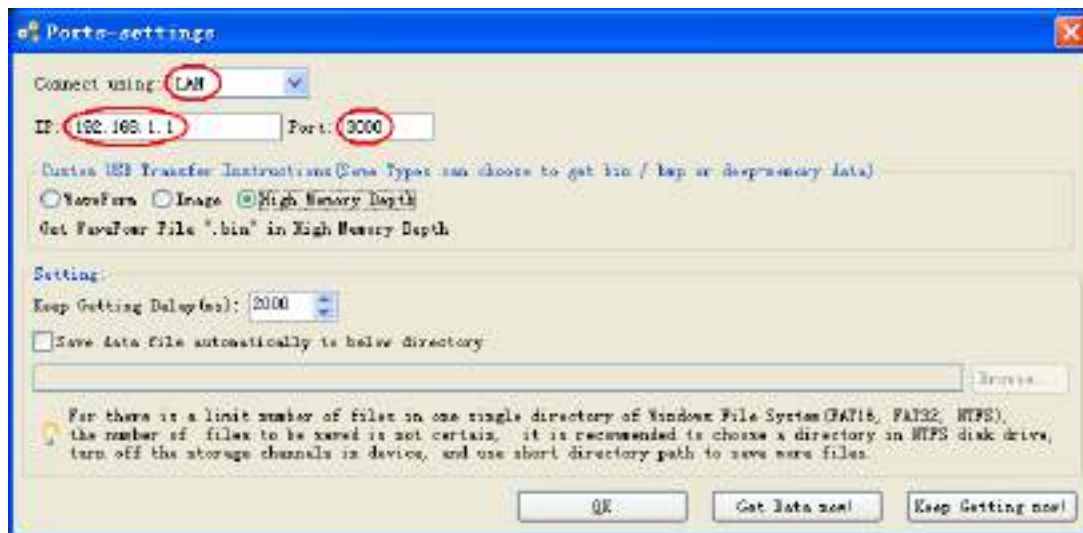 Ports-settings
Connect using: LAN
IP: 192.168.1.1 Port: 3000
Custom USB Transfer Instructions(Some Types can choose to get bin / bmp or deep-memory data)
WaveForm Image High Memory Depth
Get WaveFour File ".bin" in High Memory Depth
Setting:
Keep Getting Delay(ms): 2000
Save data file automatically to below directory
Browse...
For there is a limit number of files in one single directory of Windows File System(FAT16, FAT32, NTFS),
the number of files to be saved is not certain, it is recommended to choose a directory in NTFS disk drive,
turn off the storage channels in device, and use short directory path to save more files.
OK Get Data now! Keep Getting now!